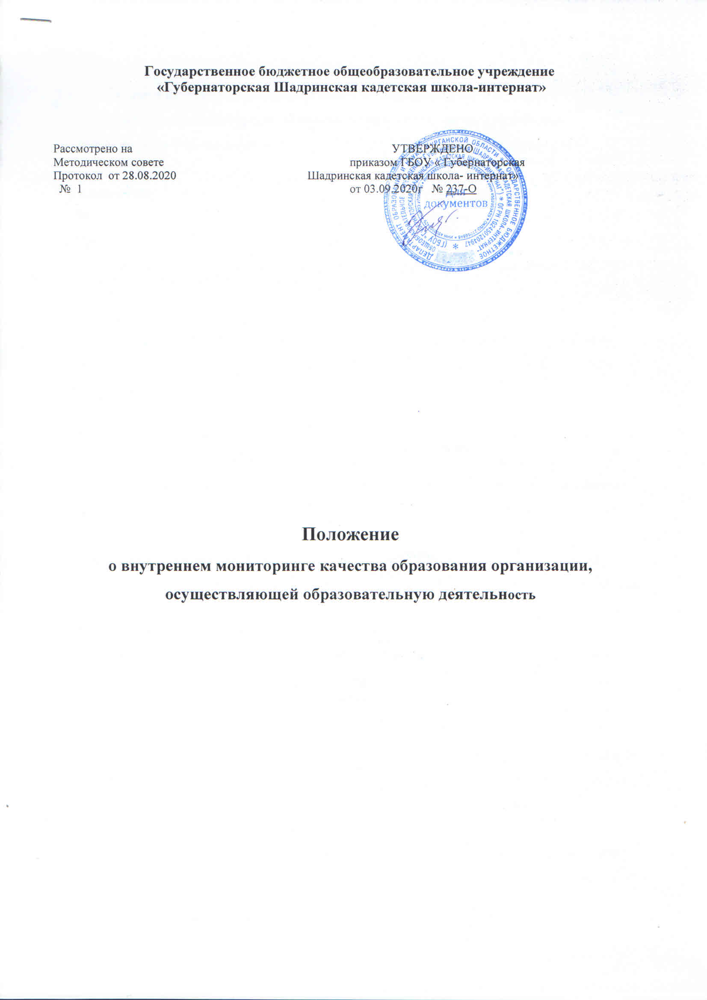 Государственное бюджетное общеобразовательное учреждение
«Губернаторская Шадринская кадетская школа-интернат»
Рассмотрено на
Методическом совете
Протокол от 28.08.2020
№ 1
УТВЕРЖДЕНО
приказом ГБОУ « Губернаторская
Шадринская кадетская школа- интернат»
от 03.09.2020г № 237-О
Для
документов
Положение
о внутреннем мониторинге качества образования организации,
осуществляющей образовательную деятельность